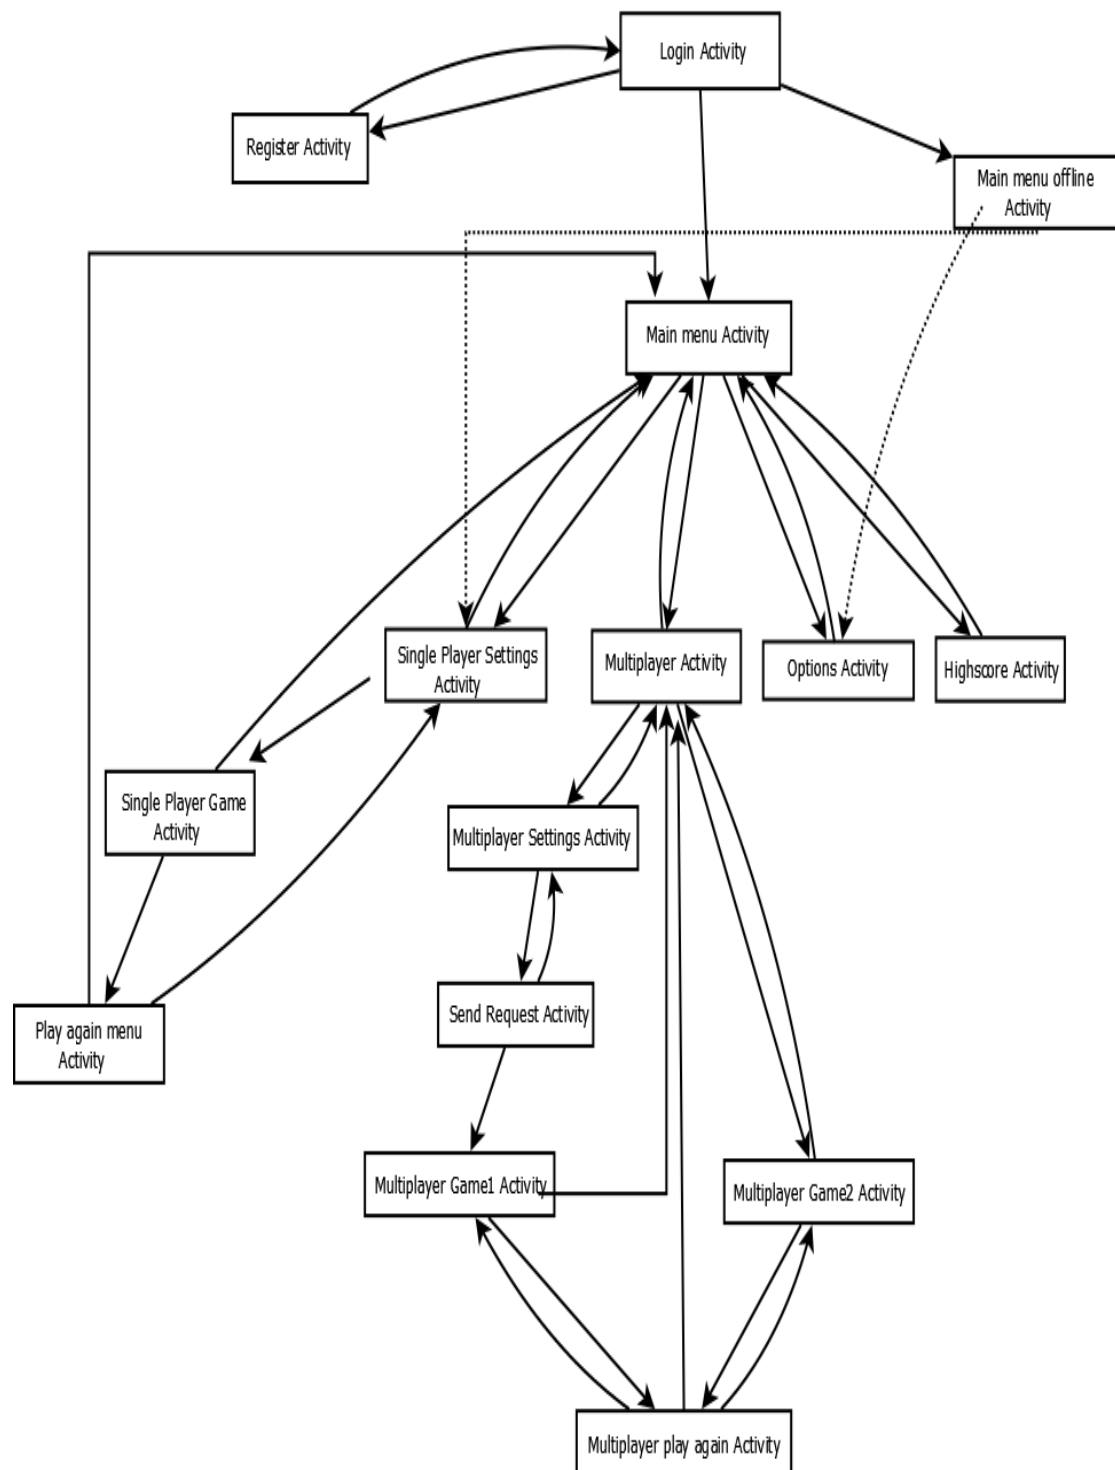 Login Activity
Register Activity
Main menu offline
Activity
Main menu Activity
Single Player Settings
Activity
Multiplayer Activity
Options Activity
Highscore Activity
Single Player Game
Activity
Multiplayer Settings Activity
Send Request Activity
Play again menu
Activity
Multiplayer Game1 Activity
Multiplayer Game2 Activity
Multiplayer play again Activity